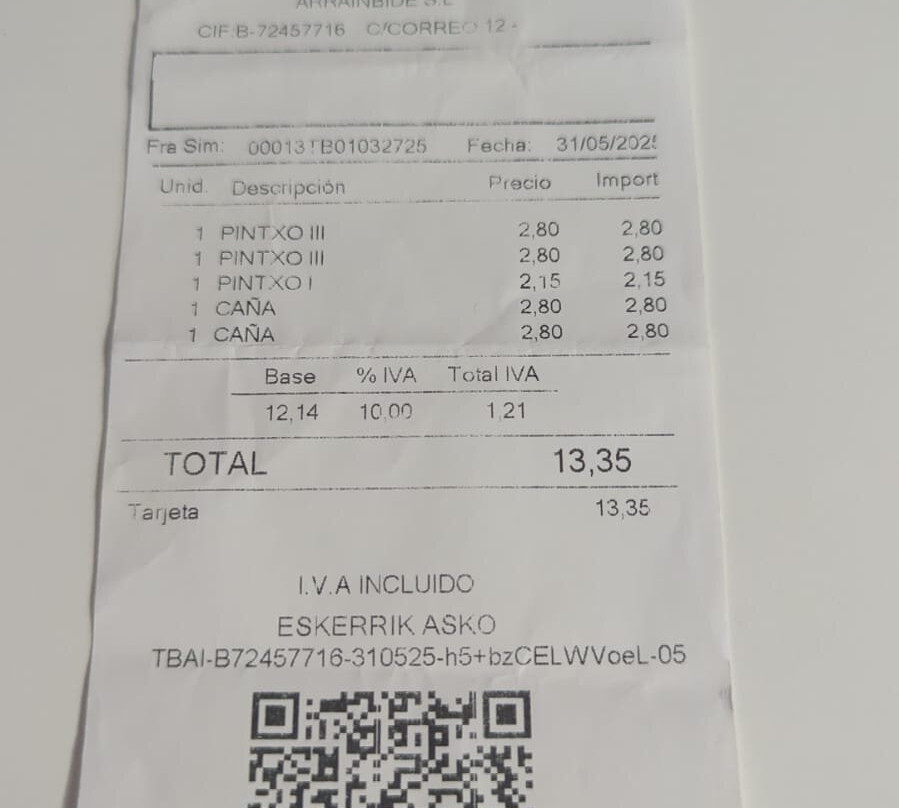 ARRAINBIDE S.L
CIF:B-72457716 C/CORREO 12 -
Fra Sim: 00013TB01032725 Fecha: 31/05/2025
Unid. Descripción Precio Import
1 PINTXO III 2,80 2,80
1 PINTXO III 2,80 2,80
1 PINTXO I 2,15 2,15
1 CAÑA 2,80 2,80
1 CAÑA 2,80 2,80
Base % IVA Total IVA
12,14 10,00 1,21
TOTAL 13,35
Tarjeta 13,35
I.V.A INCLUIDO
ESKERRIK ASKO
TBAI-B72457716-310525-h5+bzCELWVoeL-05